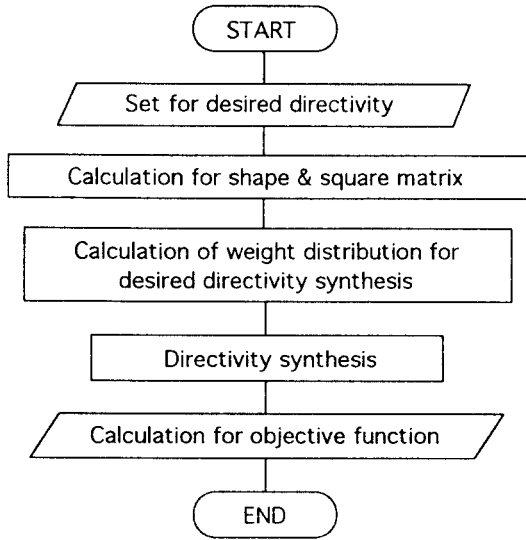 START
Set for desired directivity
Calculation for shape & square matrix
Calculation of weight distribution for
desired directivity synthesis
Directivity synthesis
Calculation for objective function
END